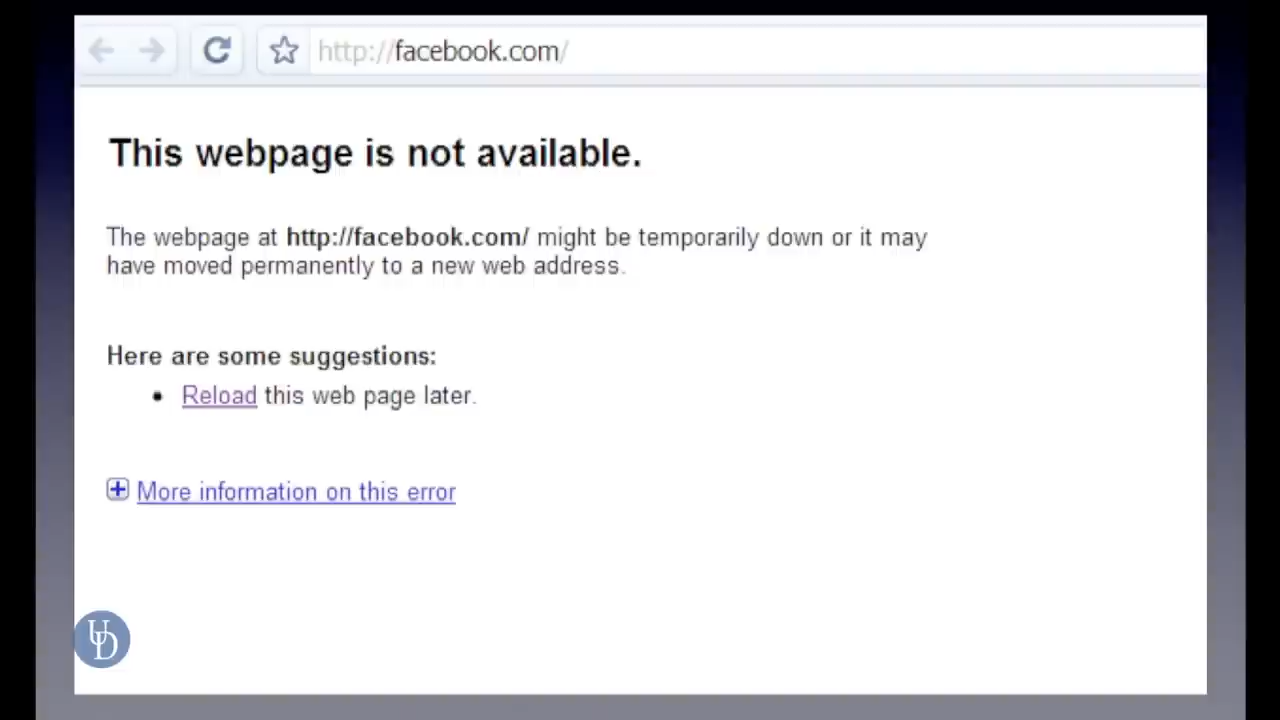 http://facebook.com/
This webpage is not available.
The webpage at http://facebook.com/ might be temporarily down or it may
have moved permanently to a new web address.
Here are some suggestions:
Reload this web page later.
More information on this error
UD